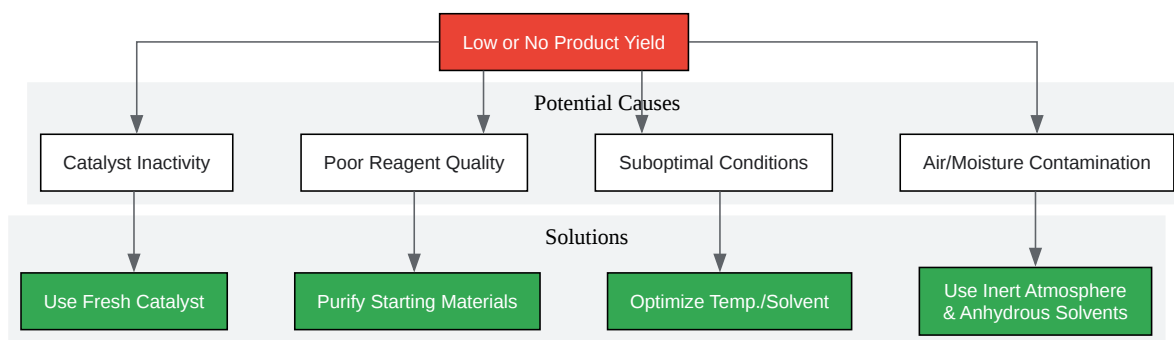 Low or No Product Yield
Potential Causes
Catalyst Inactivity
Poor Reagent Quality
Suboptimal Conditions
Air/Moisture Contamination
Solutions
Use Fresh Catalyst
Purify Starting Materials
Optimize Temp./Solvent
Use Inert Atmosphere
& Anhydrous Solvents